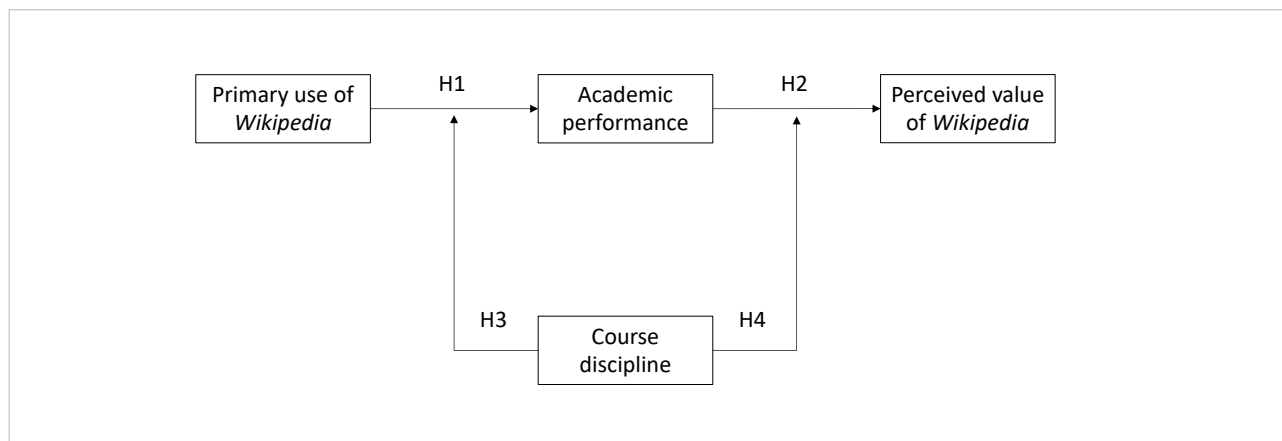 H1
H2
Primary use of
Wikipedia
Academic
performance
Perceived value
of Wikipedia
H3
H4
Course
discipline